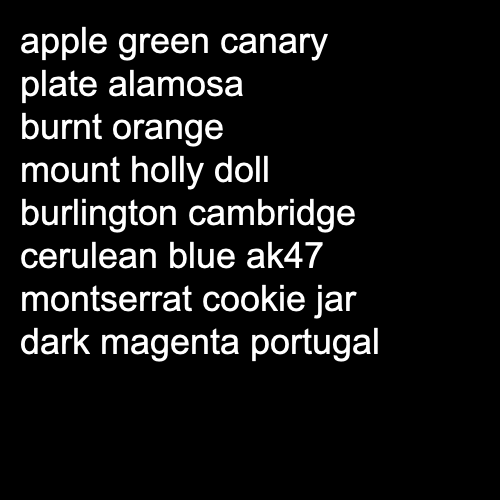 apple green canary
plate alamosa
burnt orange
mount holly doll
burlington cambridge
cerulean blue ak47
montserrat cookie jar
dark magenta portugal